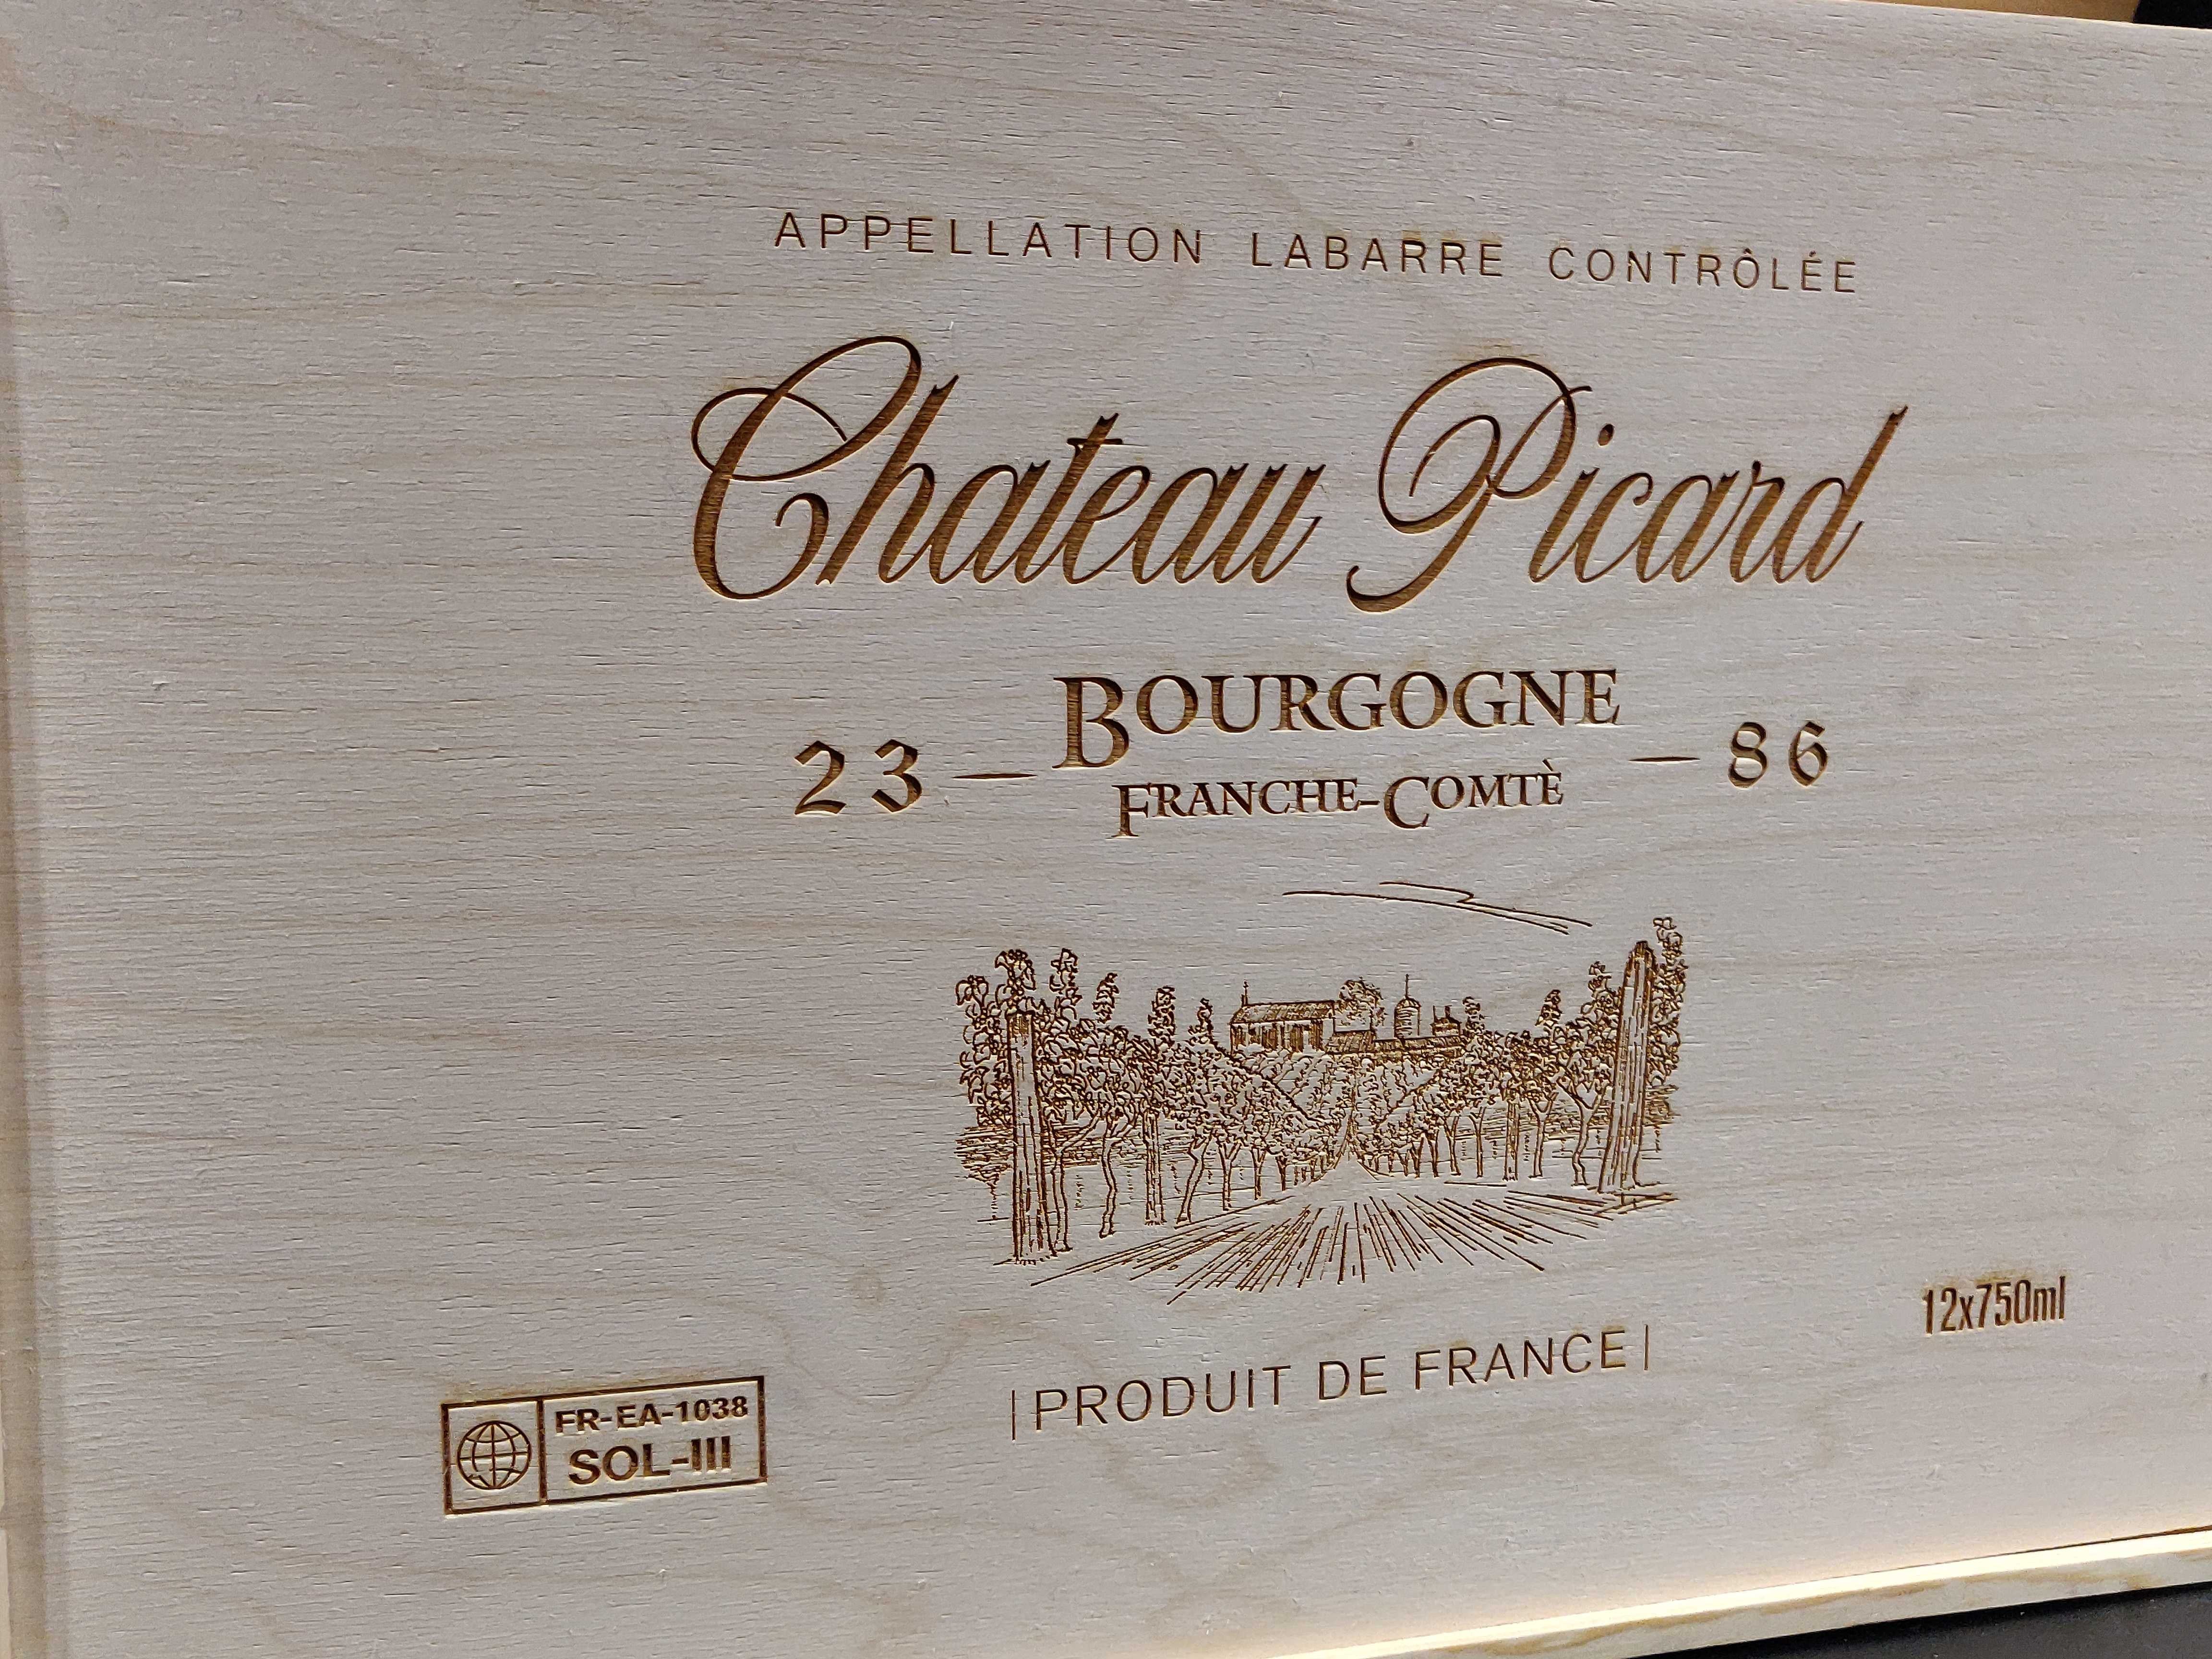 APPELLATION LABARRE CONTRÔLÉE
Chateau Picard
BOURGOGNE
23 — — 86
FRANCHE-COMTÈ
12x750ml
|PRODUIT DE FRANCE|
FR-EA-1038
SOL-III